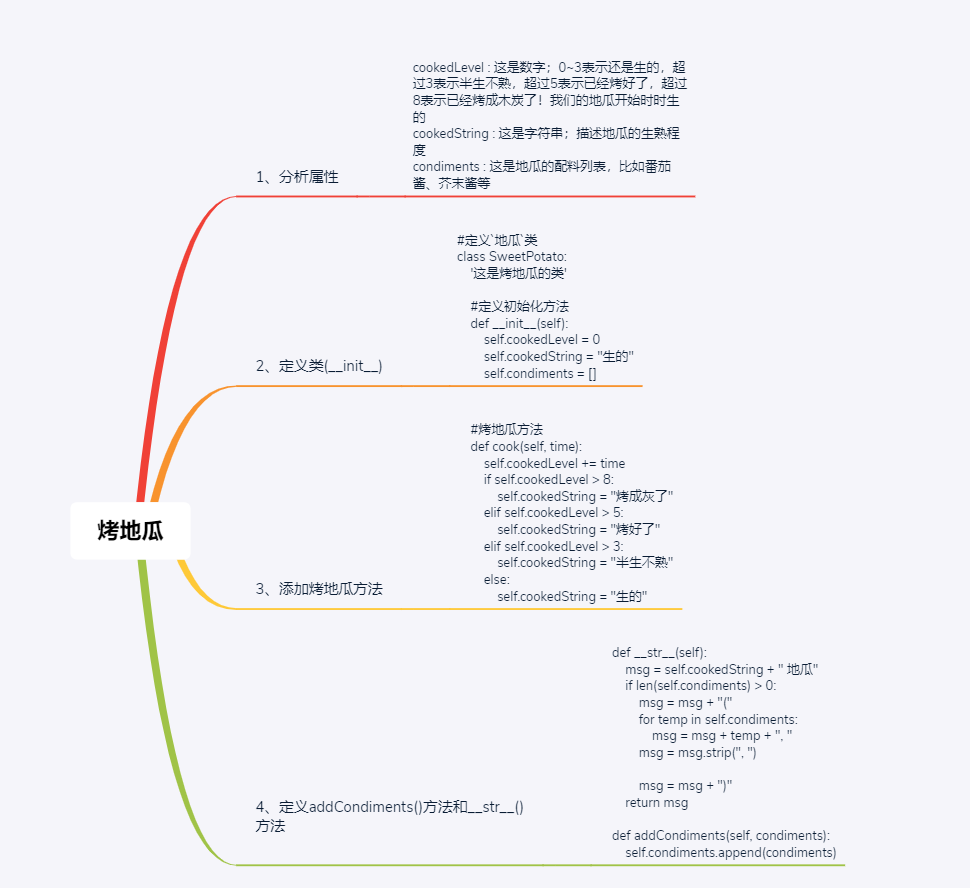 cookedLevel : 这是数字；0~3表示还是生的，超
过3表示半生不熟，超过5表示已经烤好了，超过
8表示已经烤成木炭了！我们的地瓜开始时时生
的
cookedString : 这是字符串；描述地瓜的生熟程
度
condiments : 这是地瓜的配料列表，比如番茄
酱、芥末酱等
1、分析属性
#定义`地瓜`类
class SweetPotato:
    '这是烤地瓜的类'
    #定义初始化方法
    def __init__(self):
        self.cookedLevel = 0
        self.cookedString = "生的"
        self.condiments = []
2、定义类(__init__)
    #烤地瓜方法
    def cook(self, time):
        self.cookedLevel += time
        if self.cookedLevel > 8:
            self.cookedString = "烤成灰了"
        elif self.cookedLevel > 5:
            self.cookedString = "烤好了"
        elif self.cookedLevel > 3:
            self.cookedString = "半生不熟"
        else:
            self.cookedString = "生的"
烤地瓜
3、添加烤地瓜方法
def __str__(self):
    msg = self.cookedString + " 地瓜"
    if len(self.condiments) > 0:
        msg = msg + "("
        for temp in self.condiments:
            msg = msg + temp + ", "
        msg = msg.strip(", ")
        msg = msg + ")"
    return msg
def addCondiments(self, condiments):
    self.condiments.append(condiments)
4、定义addCondiments()方法和__str__()
方法